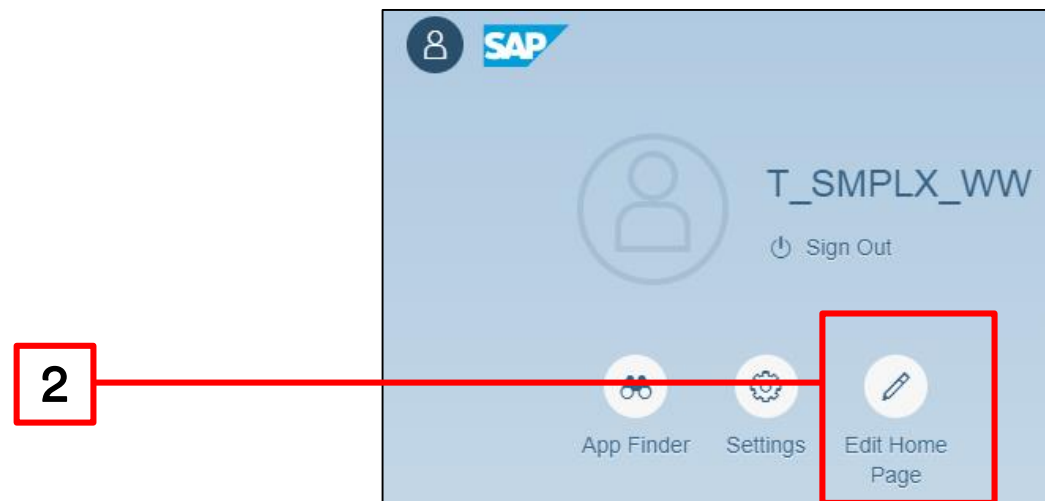 SAP
T_SMPLX_WW
Sign Out
2
App Finder
Settings
Edit Home
Page